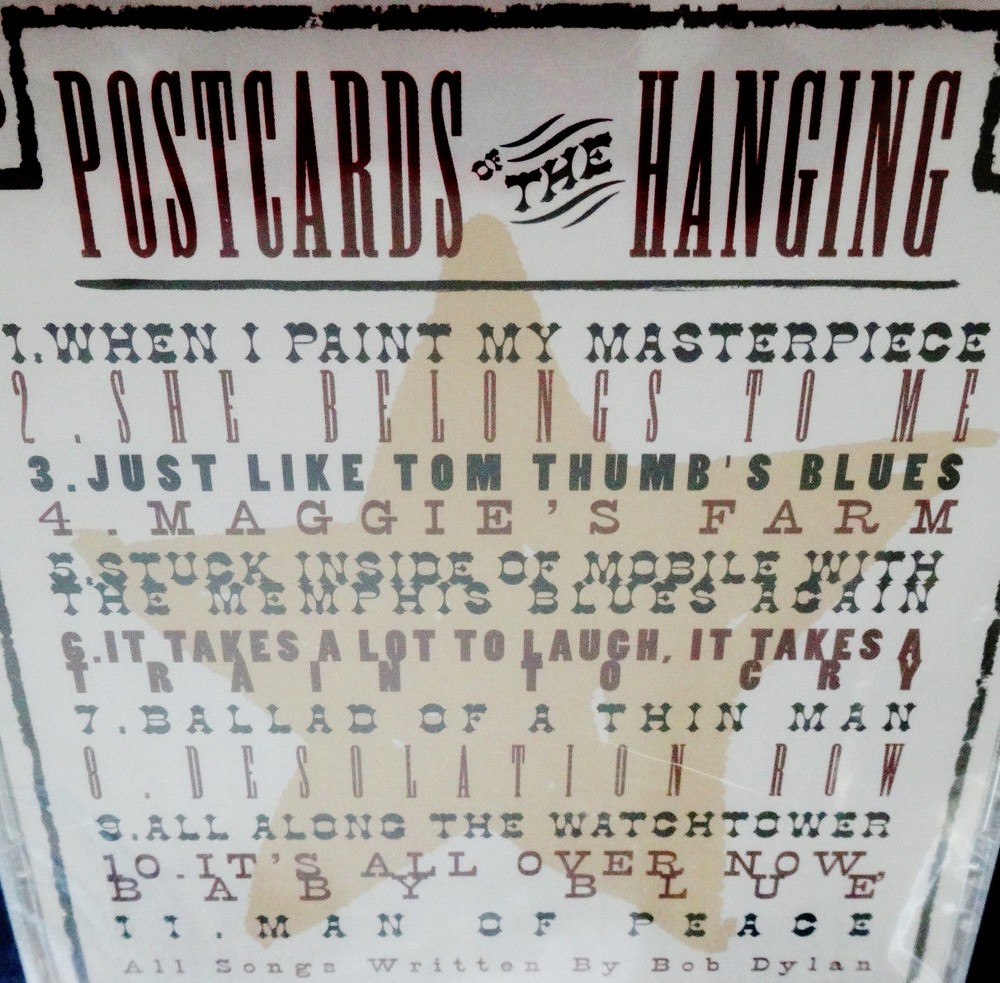 POSTCARDS OF THE HANGING
1. WHEN I PAINT MY MASTERPIECE
2. SHE BELONGS TO ME
3. JUST LIKE TOM THUMB'S BLUES
4. MAGGIE'S FARM
5. STUCK INSIDE OF MOBILE WITH
THE MEMPHIS BLUES AGAIN
6. IT TAKES A LOT TO LAUGH, IT TAKES A
TRAIN TO CRY
7. BALLAD OF A THIN MAN
8. DESOLATION ROW
9. ALL ALONG THE WATCHTOWER
10. IT'S ALL OVER NOW,
BABY BLUE
11. MAN OF PEACE
All Songs Written By Bob Dylan